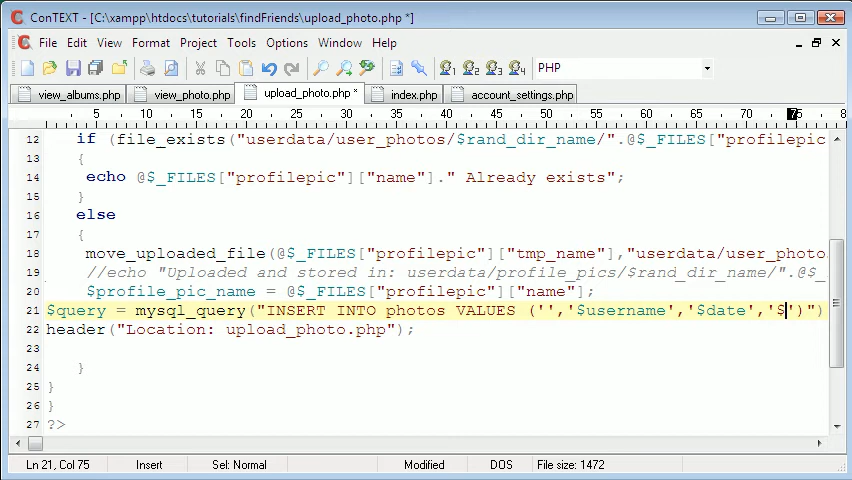 ConTEXT - [C:\xampp\htdocs\tutorials\findFriends\upload_photo.php *]
File Edit View Format Project Tools Options Window Help
1 2 3 4 PHP
view_albums.php view_photo.php upload_photo.php * index.php account_settings.php
5 10 15 20 25 30 35 40 45 50 55 60 65 70 75 80
12 if (file_exists("userdata/user_photos/$rand_dir_name/".@$_FILES["profilepic
13 {
14 echo @$_FILES["profilepic"]["name"]." Already exists";
15 }
16 else
17 {
18 move_uploaded_file(@$_FILES["profilepic"]["tmp_name"],"userdata/user_photo
19 //echo "Uploaded and stored in: userdata/profile_pics/$rand_dir_name/".@$_
20 $profile_pic_name = @$_FILES["profilepic"]["name"];
21 $query = mysql_query("INSERT INTO photos VALUES ('','$username','$date','$')")
22 header("Location: upload_photo.php");
23
24 }
25 }
26 }
27 ?>
Ln 21, Col 75 Insert Sel: Normal Modified DOS File size: 1472